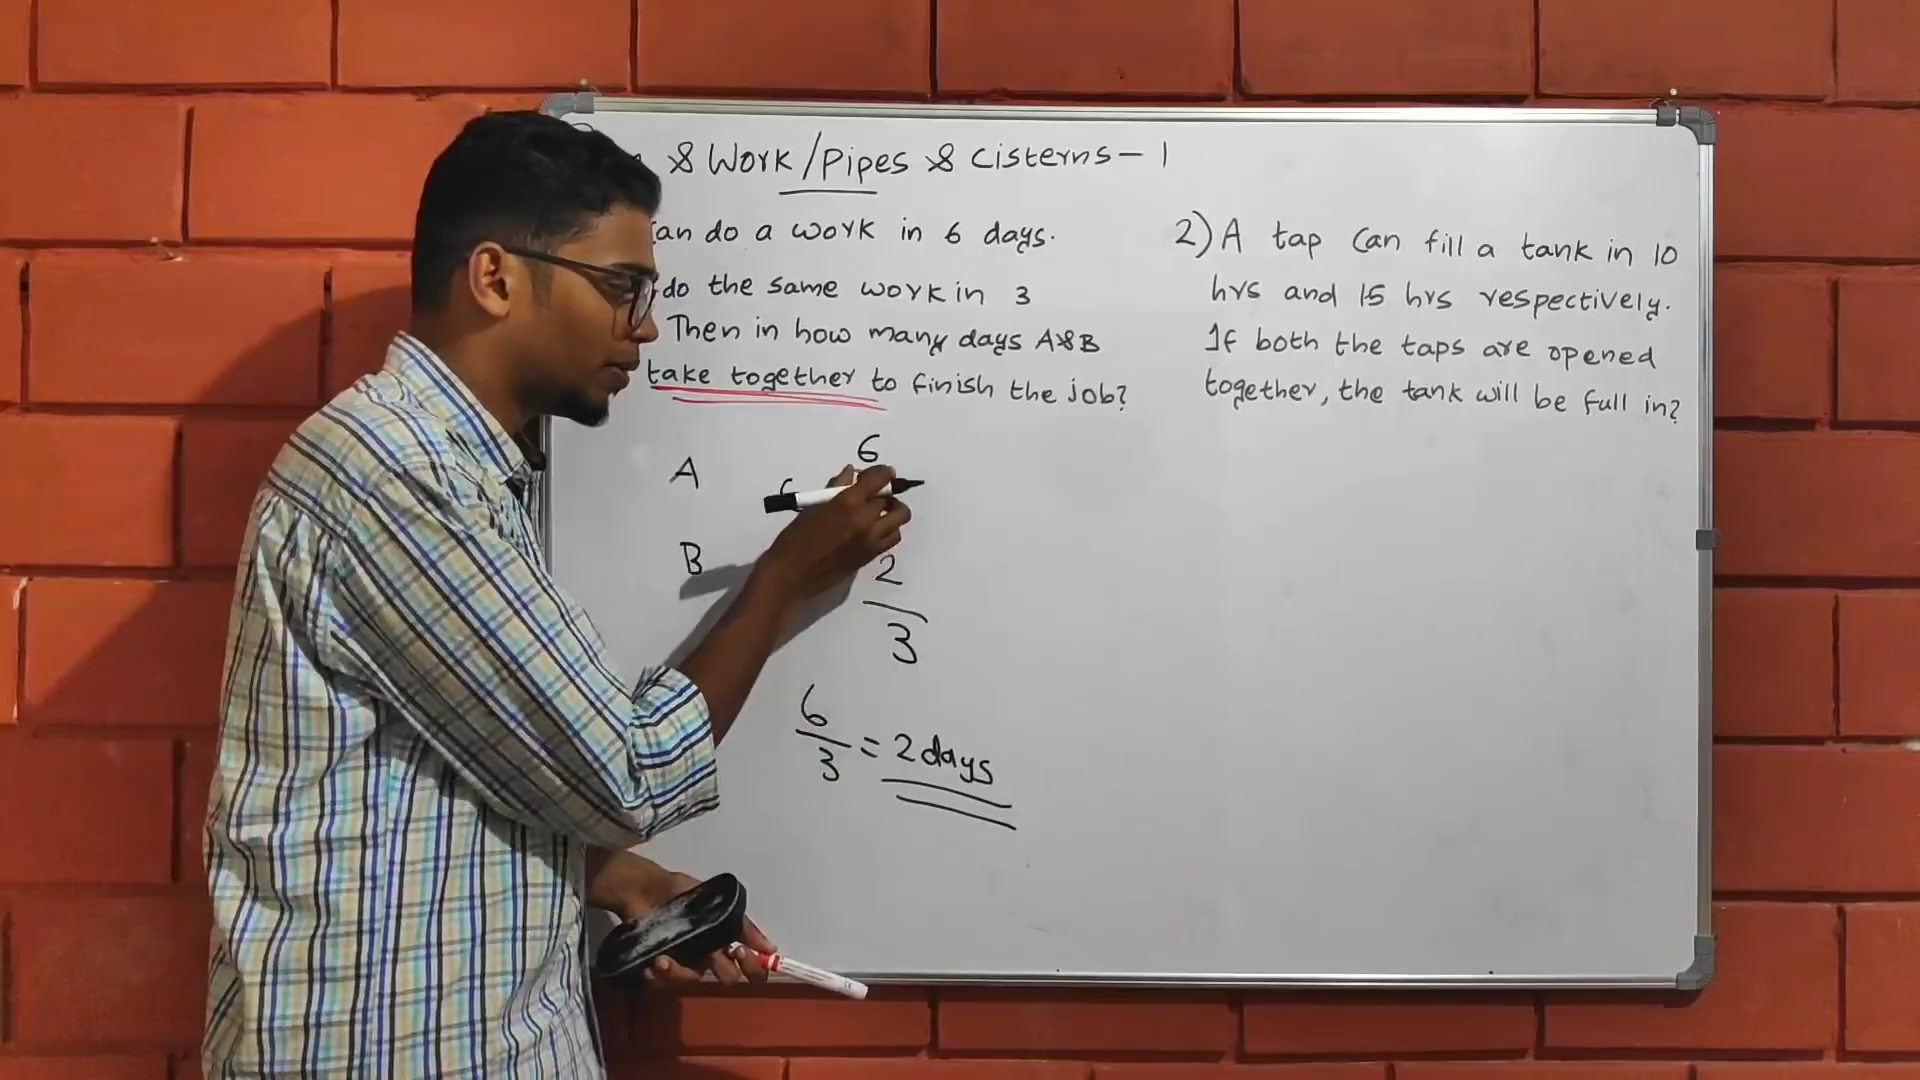 & Work/Pipes & Cisterns - 1
can do a work in 6 days.
do the same work in 3
Then in how many days A&B
take together to finish the job?
6
A
B
2
3
6/3 = 2 days
2) A tap can fill a tank in 10
hrs and 15 hrs respectively.
If both the taps are opened
together, the tank will be full in?